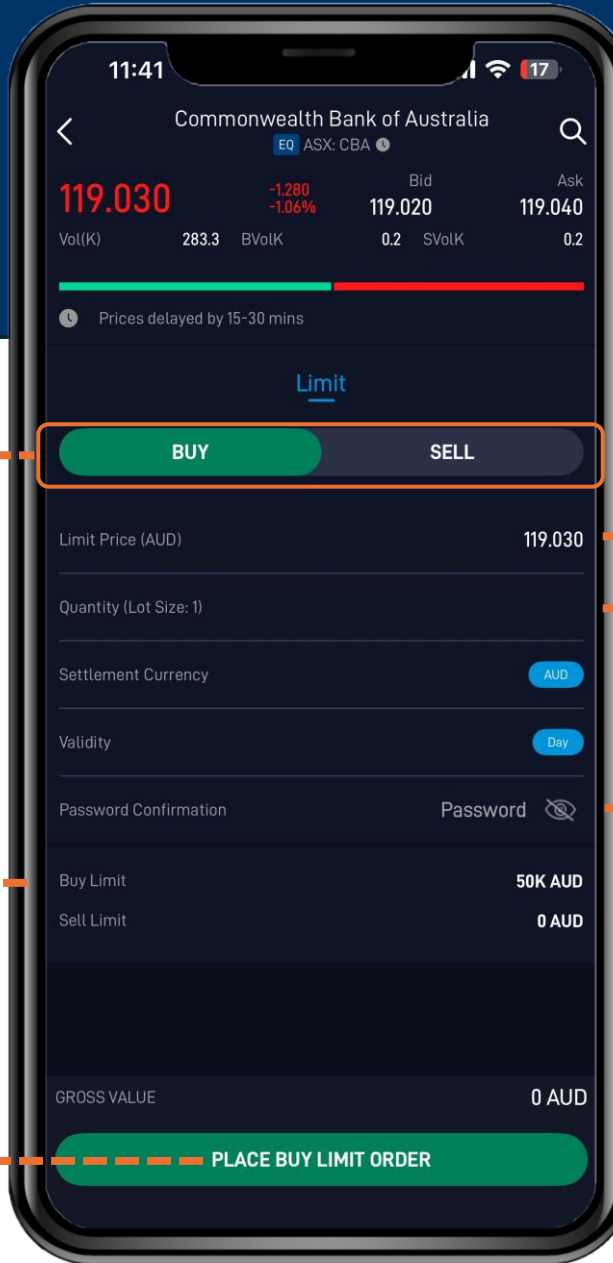 11:41
17
Commonwealth Bank of Australia
EQ ASX: CBA
119.030
-1.280
-1.06%
Bid
119.020
Ask
119.040
Vol(K) 283.3 BVolK 0.2 SVolK 0.2
Prices delayed by 15-30 mins
Limit
BUY SELL
Limit Price (AUD) 119.030
Quantity (Lot Size: 1)
Settlement Currency AUD
Validity Day
Password Confirmation Password
Buy Limit 50K AUD
Sell Limit 0 AUD
GROSS VALUE 0 AUD
PLACE BUY LIMIT ORDER